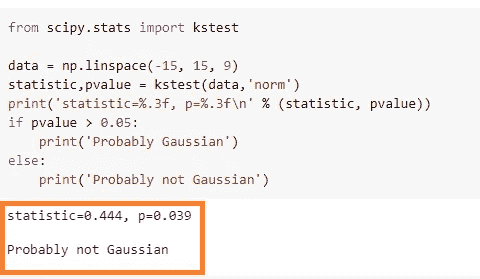 from scipy.stats import kstest
data = np.linspace(-15, 15, 9)
statistic,pvalue = kstest(data,'norm')
print('statistic=%.3f, p=%.3f\n' % (statistic, pvalue))
if pvalue > 0.05:
    print('Probably Gaussian')
else:
    print('Probably not Gaussian')
statistic=0.444, p=0.039
Probably not Gaussian